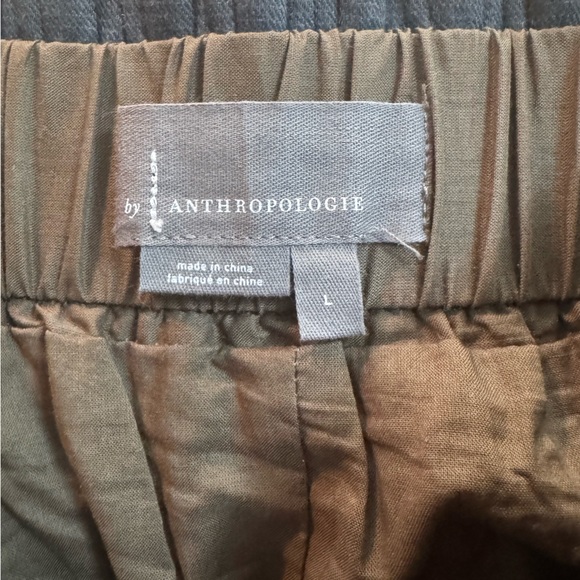 by ANTHROPOLOGIE
made in china
fabriqué en chine
L